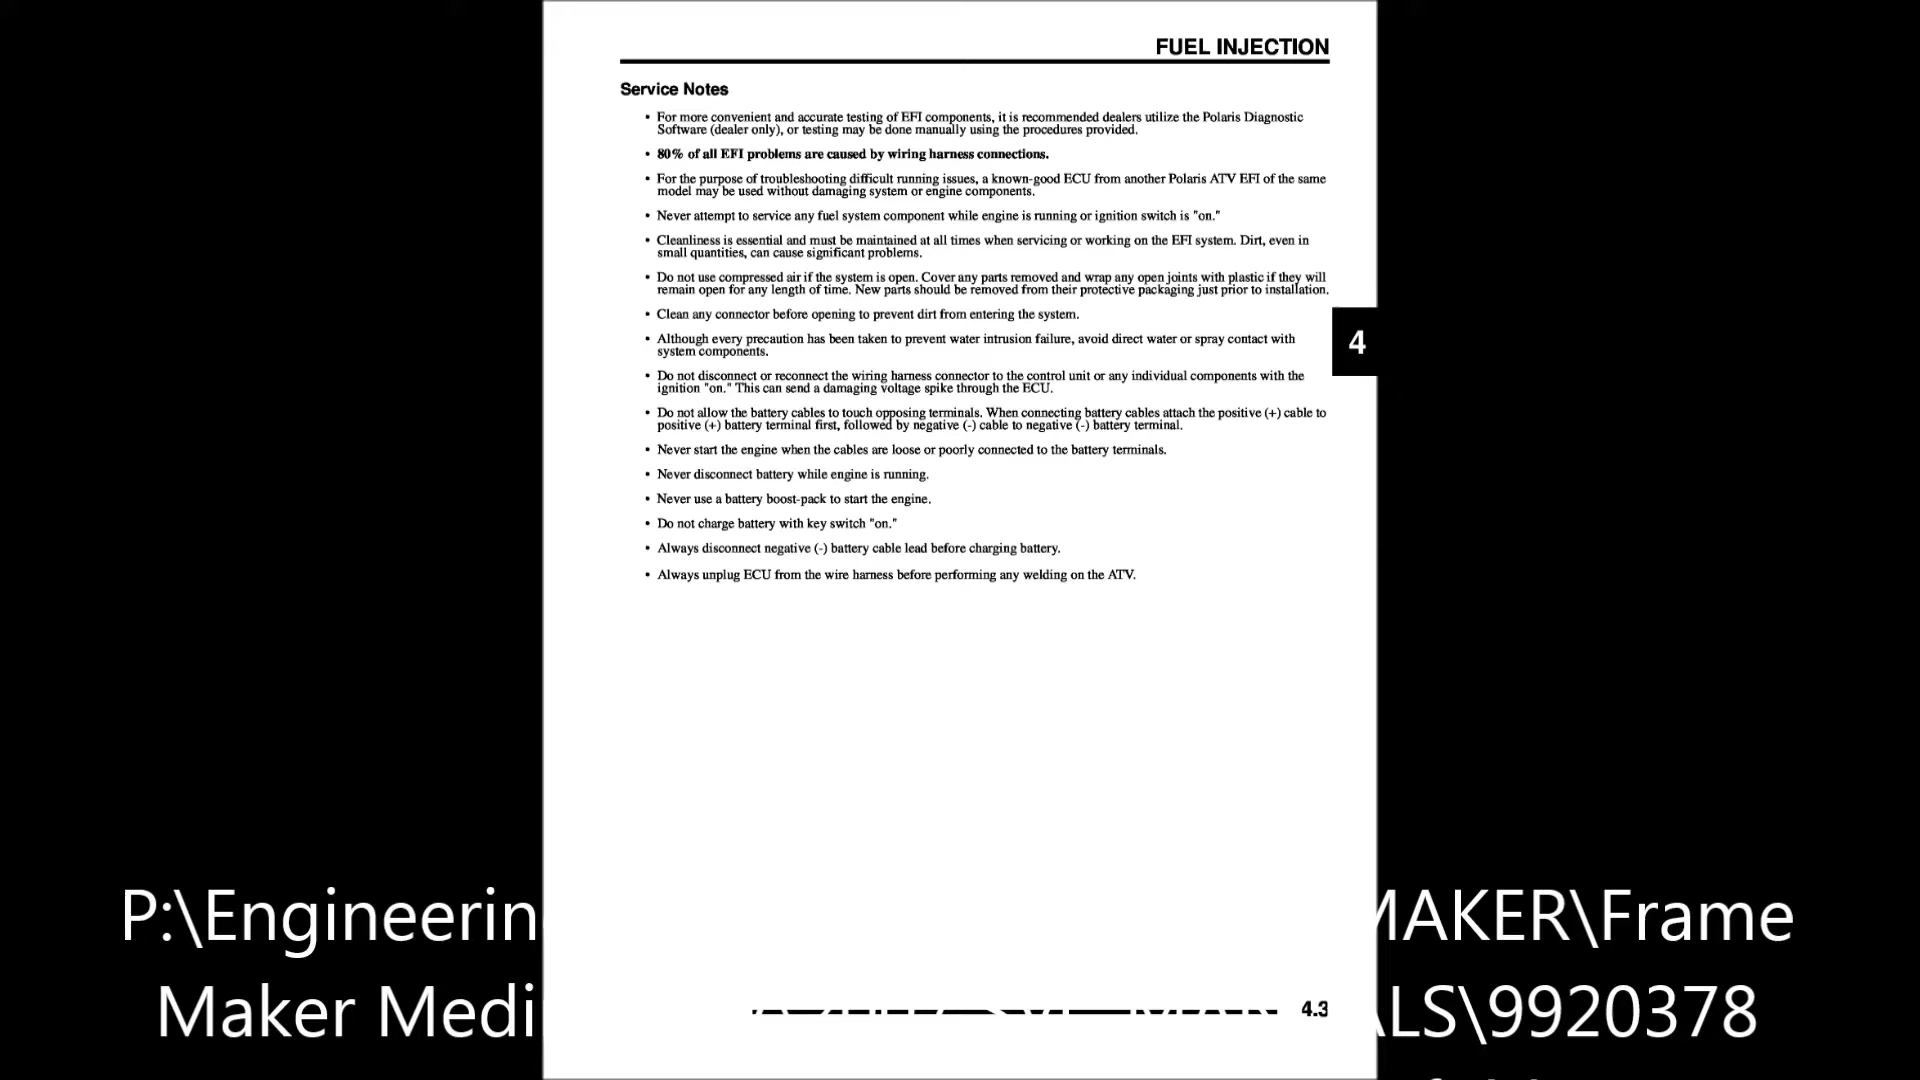 FUEL INJECTION
Service Notes
• For more convenient and accurate testing of EFI components, it is recommended dealers utilize the Polaris Diagnostic
Software (dealer only), or testing may be done manually using the procedures provided.
• 80% of all EFI problems are caused by wiring harness connections.
• For the purpose of troubleshooting difficult running issues, a known-good ECU from another Polaris ATV EFI of the same
model may be used without damaging system or engine components.
• Never attempt to service any fuel system component while engine is running or ignition switch is "on."
• Cleanliness is essential and must be maintained at all times when servicing or working on the EFI system. Dirt, even in
small quantities, can cause significant problems.
• Do not use compressed air if the system is open. Cover any parts removed and wrap any open joints with plastic if they will
remain open for any length of time. New parts should be removed from their protective packaging just prior to installation.
• Clean any connector before opening to prevent dirt from entering the system.
• Although every precaution has been taken to prevent water intrusion failure, avoid direct water or spray contact with
system components.
4
• Do not disconnect or reconnect the wiring harness connector to the control unit or any individual components with the
ignition "on." This can send a damaging voltage spike through the ECU.
• Do not allow the battery cables to touch opposing terminals. When connecting battery cables attach the positive (+) cable to
positive (+) battery terminal first, followed by negative (-) cable to negative (-) battery terminal.
• Never start the engine when the cables are loose or poorly connected to the battery terminals.
• Never disconnect battery while engine is running.
• Never use a battery boost-pack to start the engine.
• Do not charge battery with key switch "on."
• Always disconnect negative (-) battery cable lead before charging battery.
• Always unplug ECU from the wire harness before performing any welding on the ATV.
P:\Engineerin MAKER\Frame
Maker Medi ALS\9920378
4.3